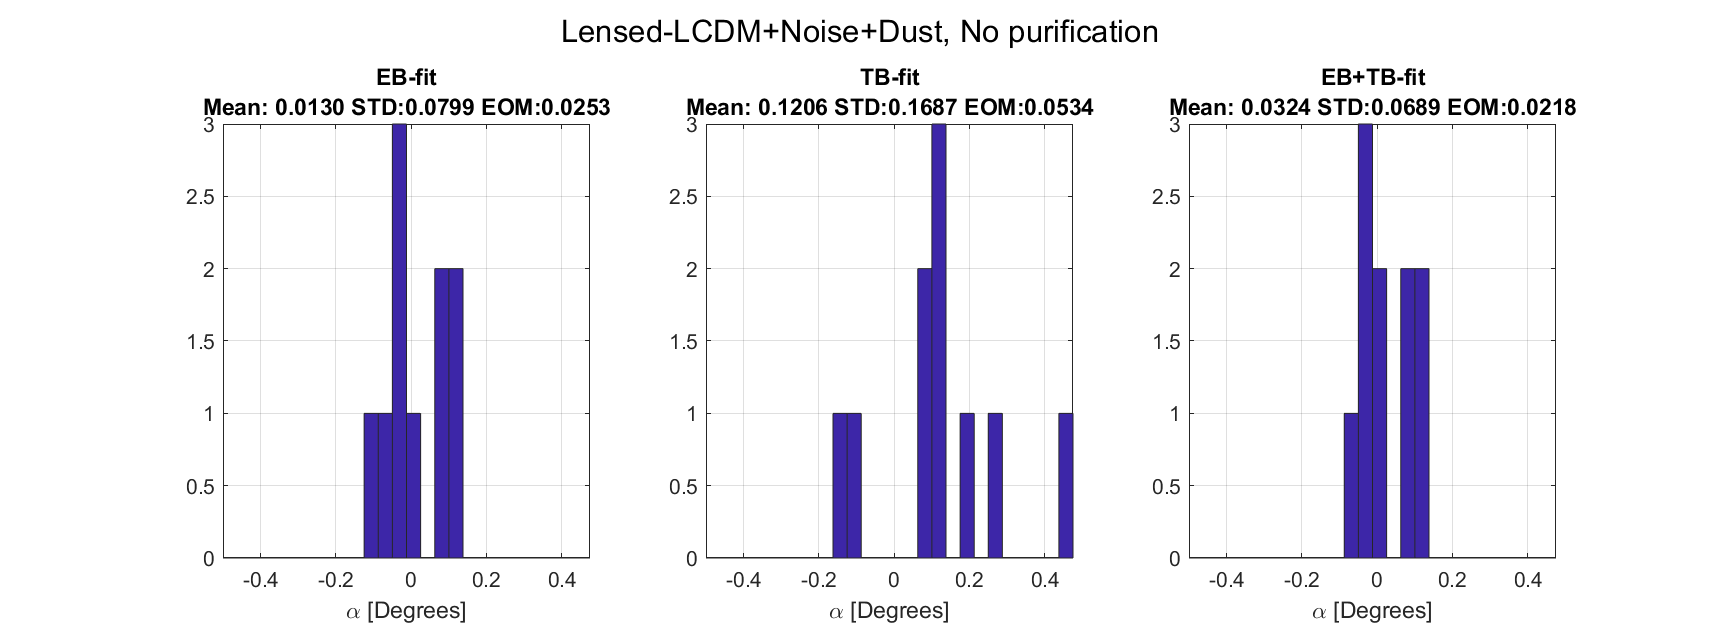 Lensed-LCDM+Noise+Dust, No purification
EB-fit
Mean: 0.0130 STD:0.0799 EOM:0.0253
3
2.5
2
1.5
1
0.5
0
-0.4 -0.2 0 0.2 0.4
α [Degrees]
TB-fit
Mean: 0.1206 STD:0.1687 EOM:0.0534
3
2.5
2
1.5
1
0.5
0
-0.4 -0.2 0 0.2 0.4
α [Degrees]
EB+TB-fit
Mean: 0.0324 STD:0.0689 EOM:0.0218
3
2.5
2
1.5
1
0.5
0
-0.4 -0.2 0 0.2 0.4
α [Degrees]